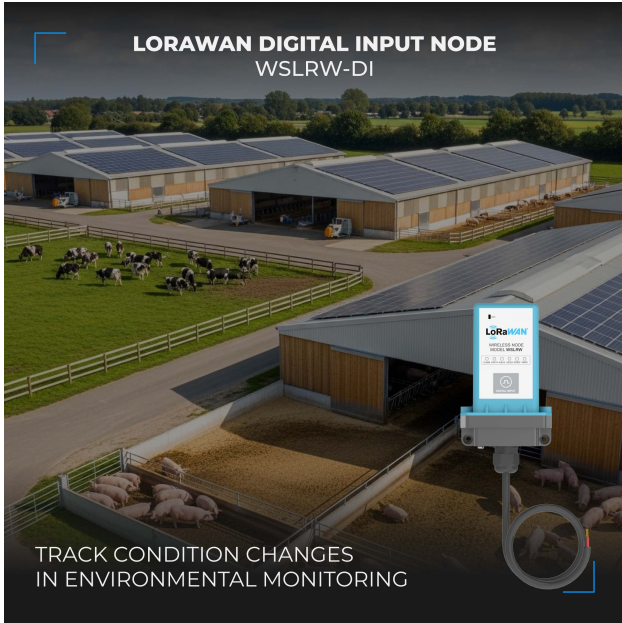 LORAWAN DIGITAL INPUT NODE
WSLRW-DI
LoRaWAN
WIRELESS NODE
MODEL WSLRW
TRACK CONDITION CHANGES
IN ENVIRONMENTAL MONITORING